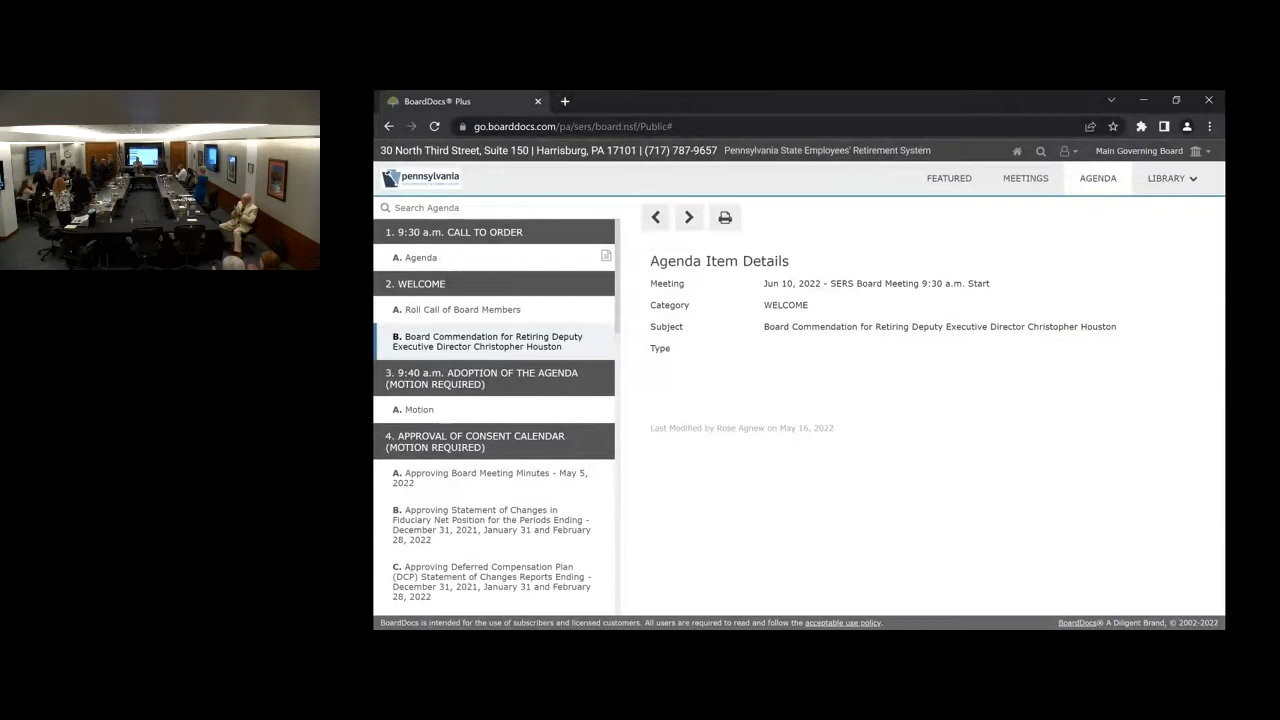 BoardDocs® Plus
go.boarddocs.com/pa/sers/board.nsf/Public#
30 North Third Street, Suite 150 | Harrisburg, PA 17101 | (717) 787-9657 Pennsylvania State Employees' Retirement System
Main Governing Board
pennsylvania
FEATURED MEETINGS AGENDA LIBRARY
Search Agenda
1. 9:30 a.m. CALL TO ORDER
A. Agenda
2. WELCOME
A. Roll Call of Board Members
B. Board Commendation for Retiring Deputy
Executive Director Christopher Houston
3. 9:40 a.m. ADOPTION OF THE AGENDA
(MOTION REQUIRED)
A. Motion
4. APPROVAL OF CONSENT CALENDAR
(MOTION REQUIRED)
A. Approving Board Meeting Minutes - May 5,
2022
B. Approving Statement of Changes in
Fiduciary Net Position for the Periods Ending -
December 31, 2021, January 31 and February
28, 2022
C. Approving Deferred Compensation Plan
(DCP) Statement of Changes Reports Ending -
December 31, 2021, January 31 and February
28, 2022
Agenda Item Details
Meeting Jun 10, 2022 - SERS Board Meeting 9:30 a.m. Start
Category WELCOME
Subject Board Commendation for Retiring Deputy Executive Director Christopher Houston
Type
Last Modified by Rose Agnew on May 16, 2022
BoardDocs is intended for the use of subscribers and licensed customers. All users are required to read and follow the acceptable use policy.
BoardDocs® A Diligent Brand, © 2002-2022